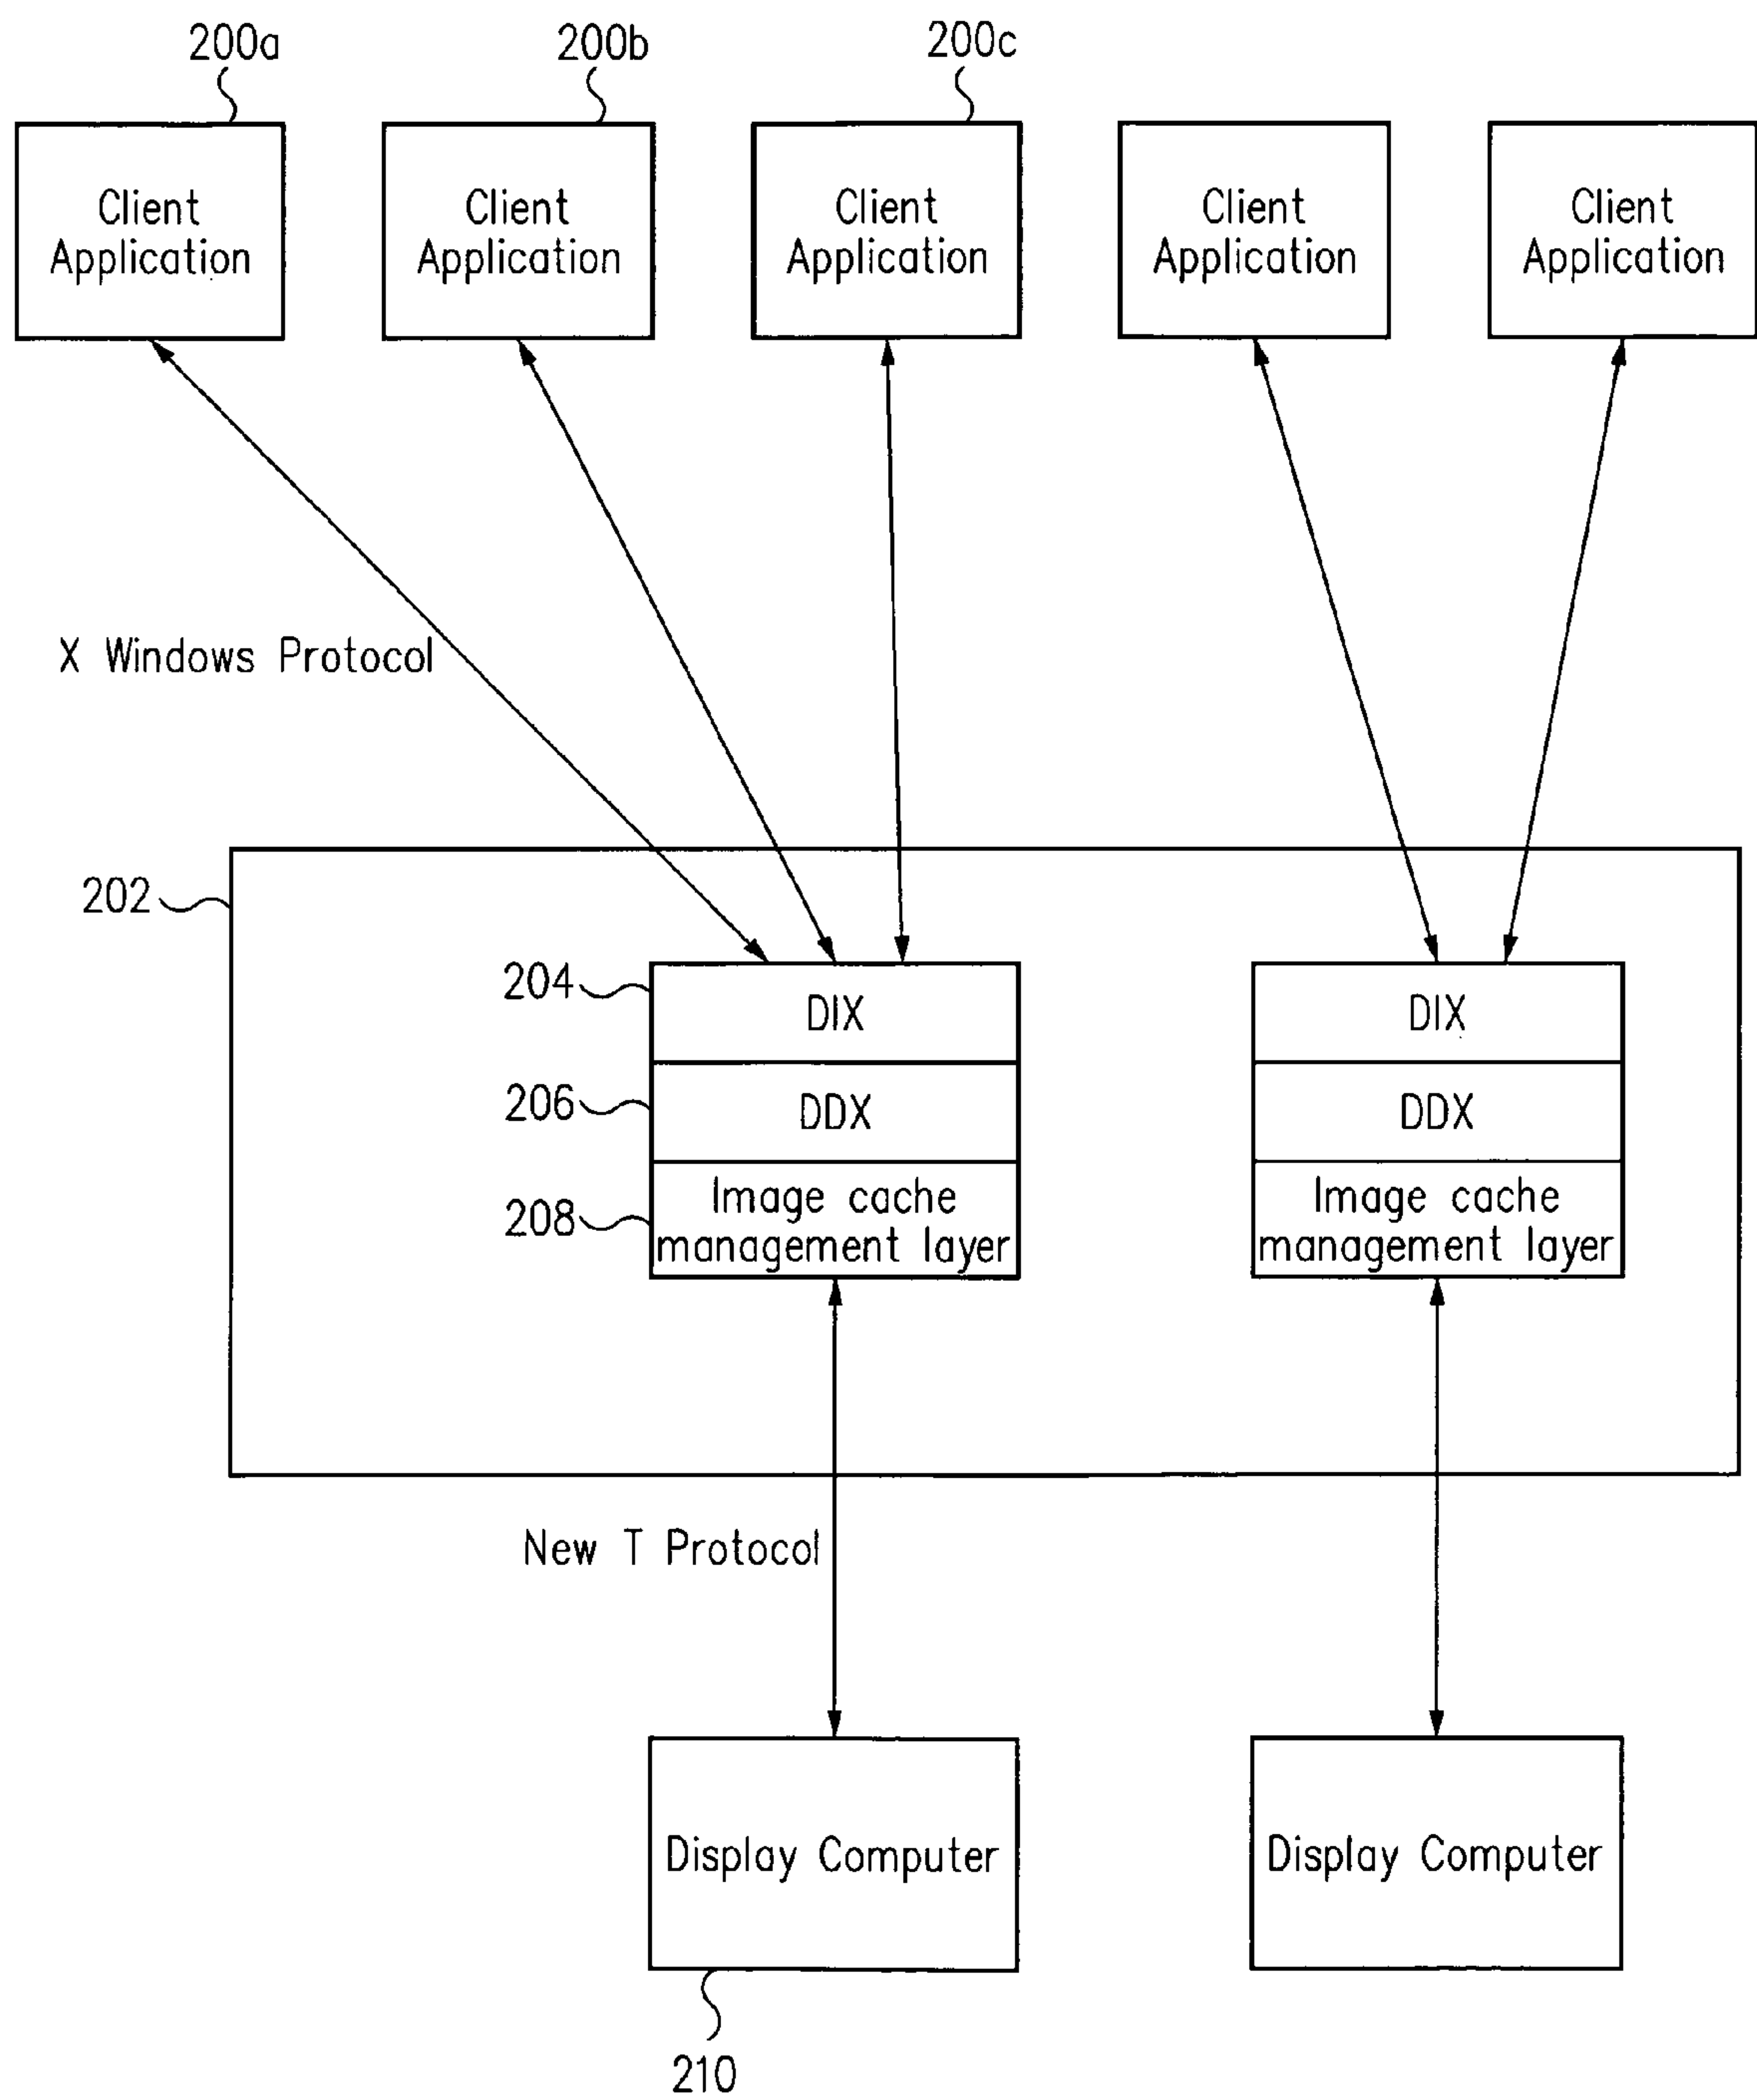 200a
200b
200c
Client
Application
Client
Application
Client
Application
Client
Application
Client
Application
X Windows Protocol
202
204
DIX
DIX
206
DDX
DDX
208
Image cache
management layer
Image cache
management layer
New T Protocol
Display Computer
Display Computer
210